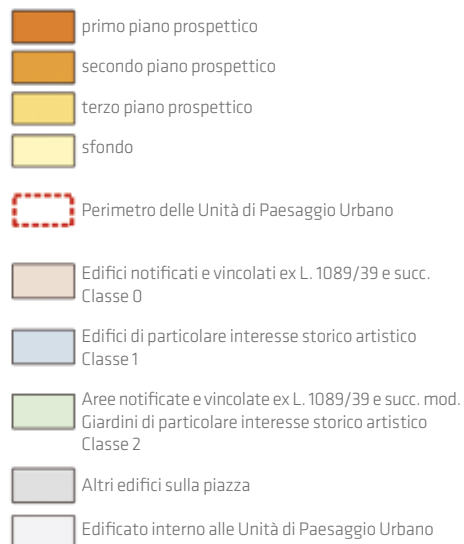 primo piano prospettico
secondo piano prospettico
terzo piano prospettico
sfondo
Perimetro delle Unità di Paesaggio Urbano
Edifici notificati e vincolati ex L. 1089/39 e succ.
Classe 0
Edifici di particolare interesse storico artistico
Classe 1
Aree notificate e vincolate ex L. 1089/39 e succ. mod.
Giardini di particolare interesse storico artistico
Classe 2
Altri edifici sulla piazza
Edificato interno alle Unità di Paesaggio Urbano